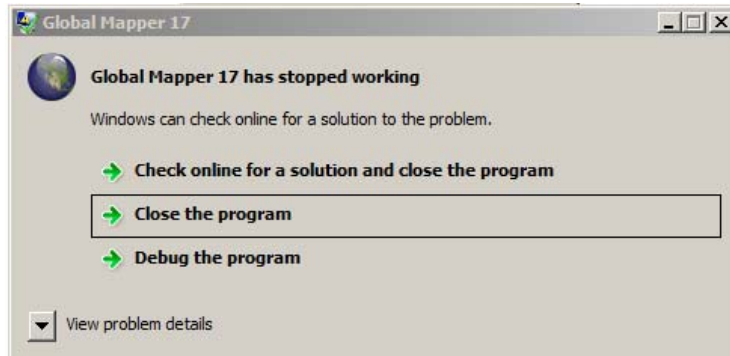 Global Mapper 17
Global Mapper 17 has stopped working
Windows can check online for a solution to the problem.
Check online for a solution and close the program
Close the program
Debug the program
View problem details